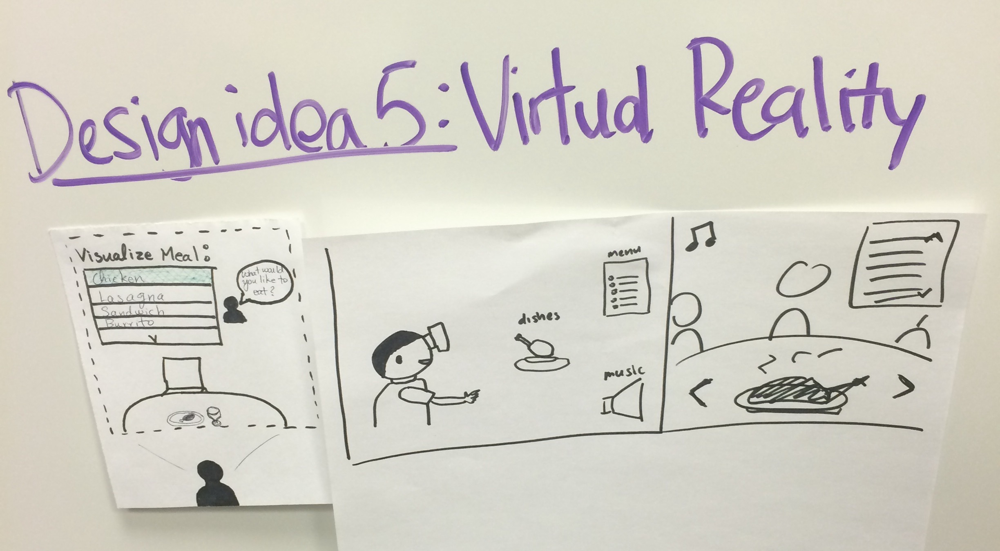 Design idea 5: Virtual Reality
Visualize Meal:
Chicken
Lasagna
Sandwich
Burrito
What would
you like to
eat?
menu
dishes
music